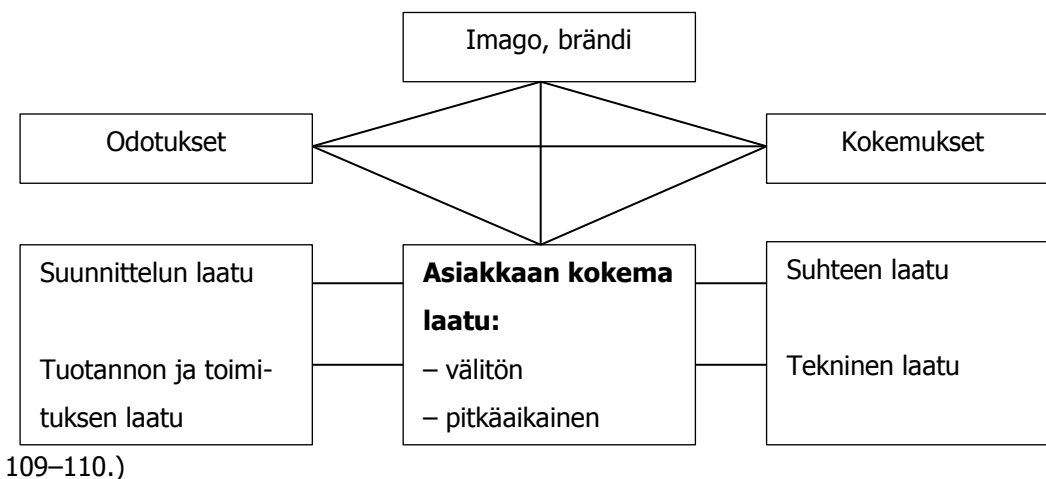 Imago, brändi
Odotukset
Kokemukset
Suunnittelun laatu
Tuotannon ja toimi-
tuksen laatu
Asiakkaan kokema
laatu:
– välitön
– pitkäaikainen
Suhteen laatu
Tekninen laatu
109–110.)